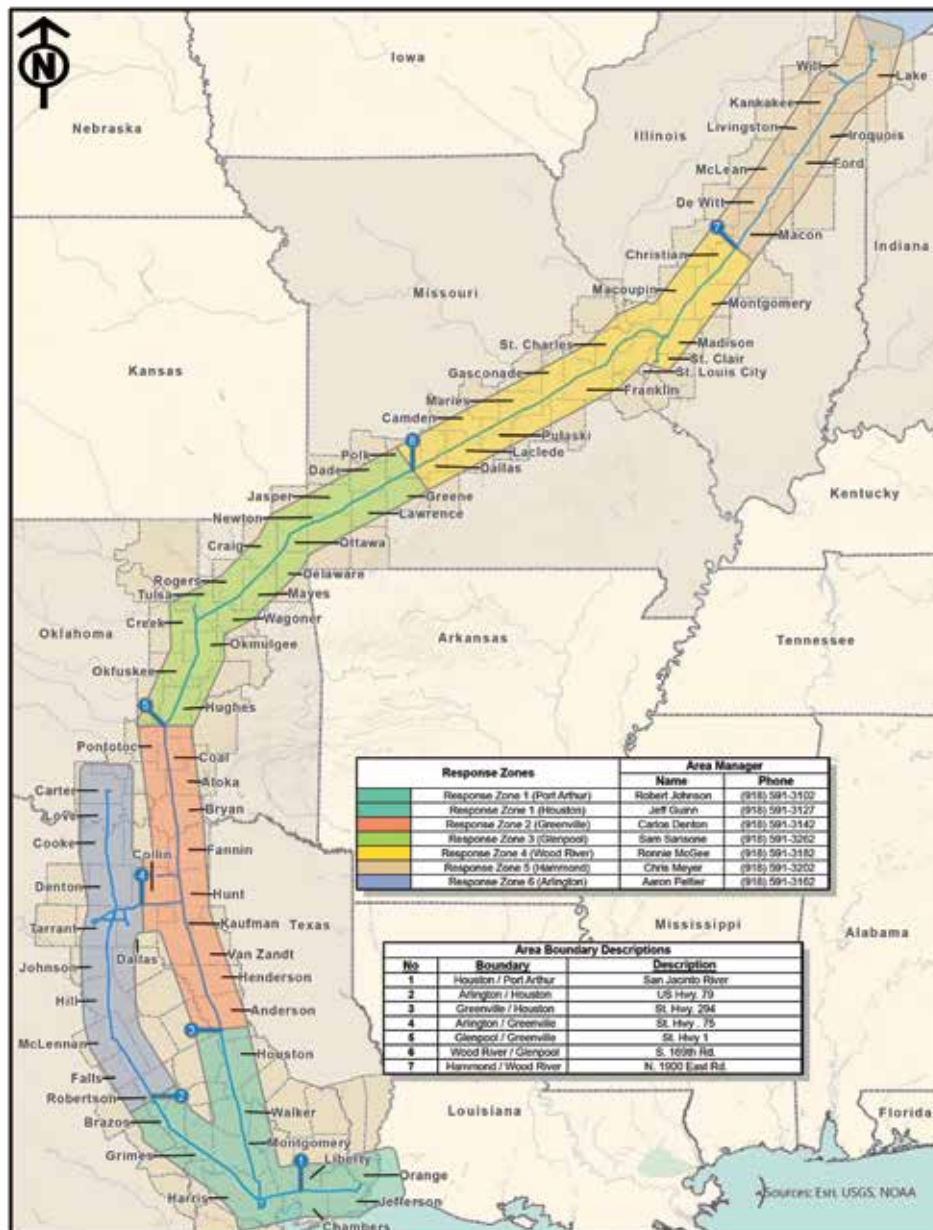 N
Iowa
Nebraska
Illinois
Will
Lake
Kankakee
Livingston
Iroquois
McLean
Ford
De Witt
7
Macon
Indiana
Christian
Missouri
Macoupin
Montgomery
St. Charles
Madison
St. Clair
Gasconade
St. Louis City
Kansas
Franklin
Maries
Camden
6
Pulaski
Polk
Laclede
Dade
Dallas
Kentucky
Jasper
Greene
Newton
Lawrence
Craig
Ottawa
Rogers
Delaware
Tulsa
Mayes
Creek
Wagoner
Oklahoma
Arkansas
Tennessee
Okmulgee
Okfuskee
5
Hughes
Pontotoc
Coal
Carter
Atoka
Love
Bryan
Cooke
Collin
Fannin
Denton
4
Hunt
Tarrant
Kaufman
Texas
Mississippi
Alabama
Dallas
Van Zandt
Johnson
Henderson
Hill
Anderson
3
McLennan
Houston
Falls
Robertson
2
Walker
Brazos
Louisiana
Florida
Montgomery
Grimes
1
Liberty
Orange
Harris
Jefferson
Chambers
Response Zones Area Manager
Name Phone
Response Zone 1 (Port Arthur) Robert Johnson (918) 591-3102
Response Zone 1 (Houston) Jeff Guinn (918) 591-3127
Response Zone 2 (Greenville) Carlos Denton (918) 591-3142
Response Zone 3 (Glenpool) Sam Sansone (918) 591-3262
Response Zone 4 (Wood River) Ronnie McGee (918) 591-3182
Response Zone 5 (Hammond) Chris Meyer (918) 591-3202
Response Zone 6 (Arlington) Aaron Peltier (918) 591-3162
Area Boundary Descriptions
No Boundary Description
1 Houston / Port Arthur San Jacinto River
2 Arlington / Houston US Hwy. 79
3 Greenville / Houston St. Hwy. 294
4 Arlington / Greenville St. Hwy . 75
5 Glenpool / Greenville St. Hwy 1
6 Wood River / Glenpool S. 169th Rd.
7 Hammond / Wood River N. 1900 East Rd.
Sources: Esri, USGS, NOAA